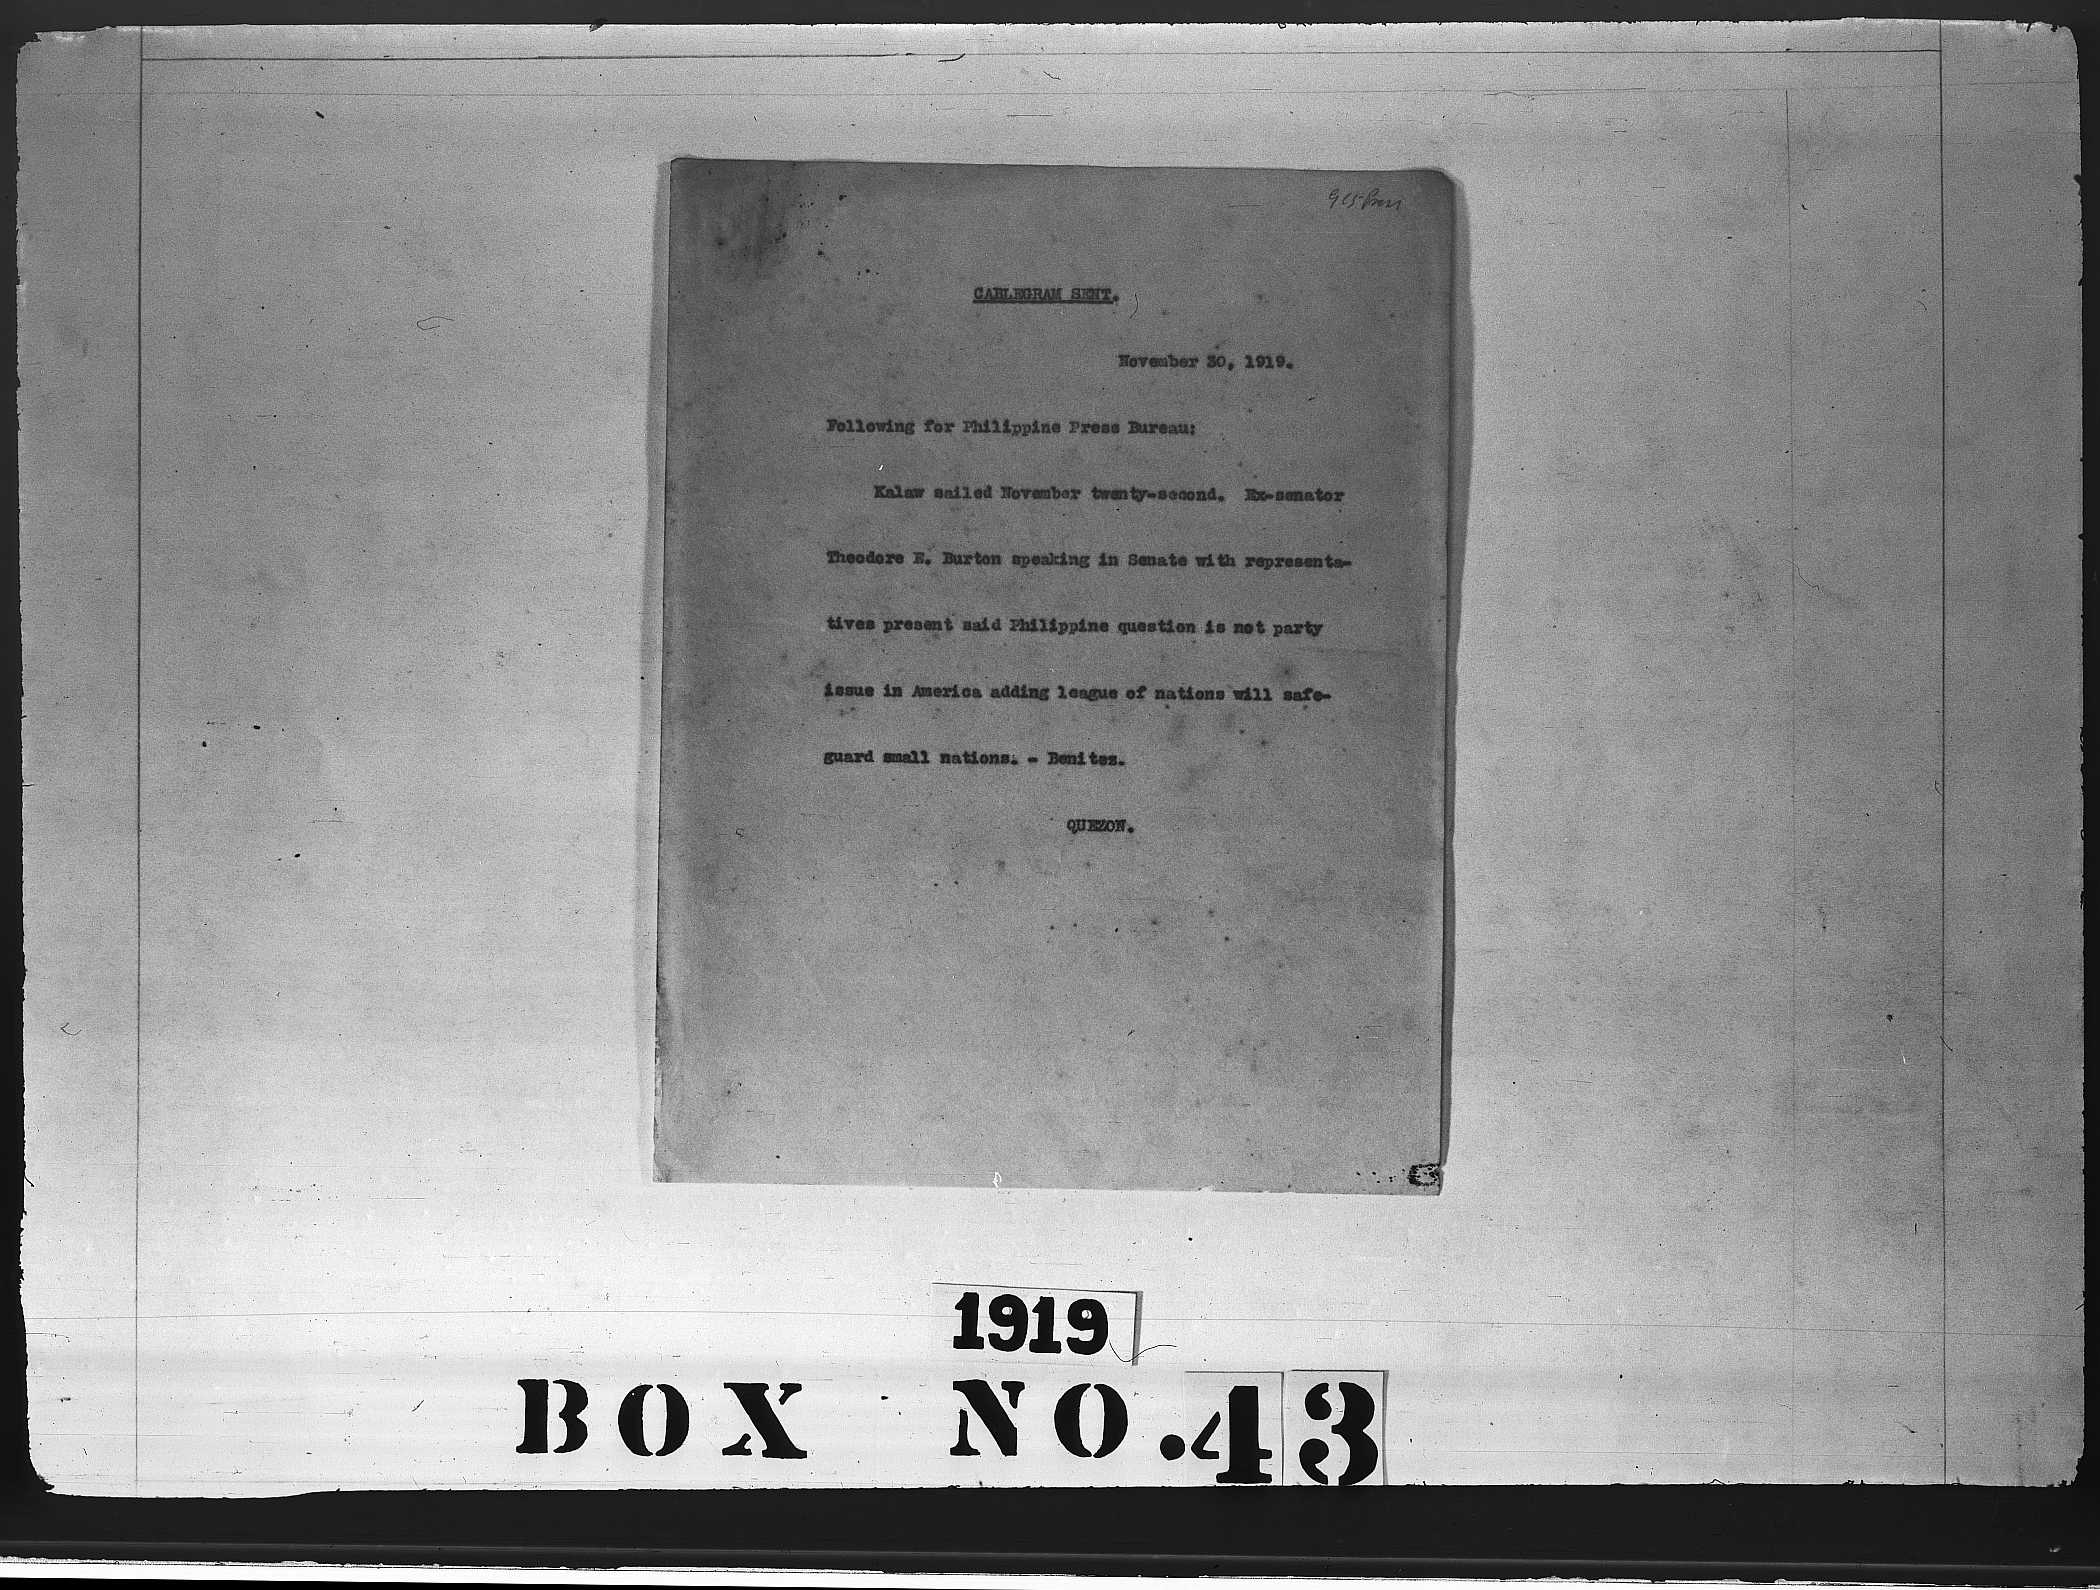 CABLEGRAM SENT.
November 30, 1919.
Following for Philippine Press Bureau:
Kalaw sailed November twenty-second. Ex-senator
Theodore E. Burton speaking in Senate with representa-
tives present said Philippine question is not party
issue in America adding league of nations will safe-
guard small nations. - Benitez.
QUEZON.
1919
BOX NO. 43